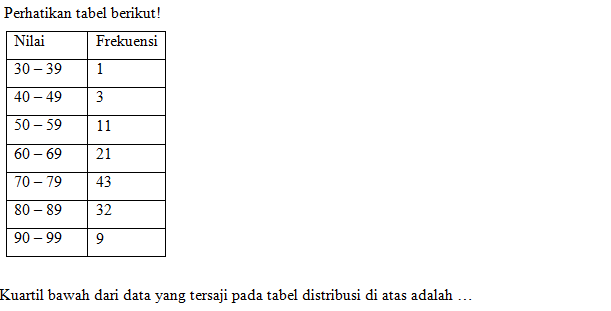 Perhatikan tabel berikut!
Nilai Frekuensi
30 – 39 1
40 – 49 3
50 – 59 11
60 – 69 21
70 – 79 43
80 – 89 32
90 – 99 9
Kuartil bawah dari data yang tersaji pada tabel distribusi di atas adalah …